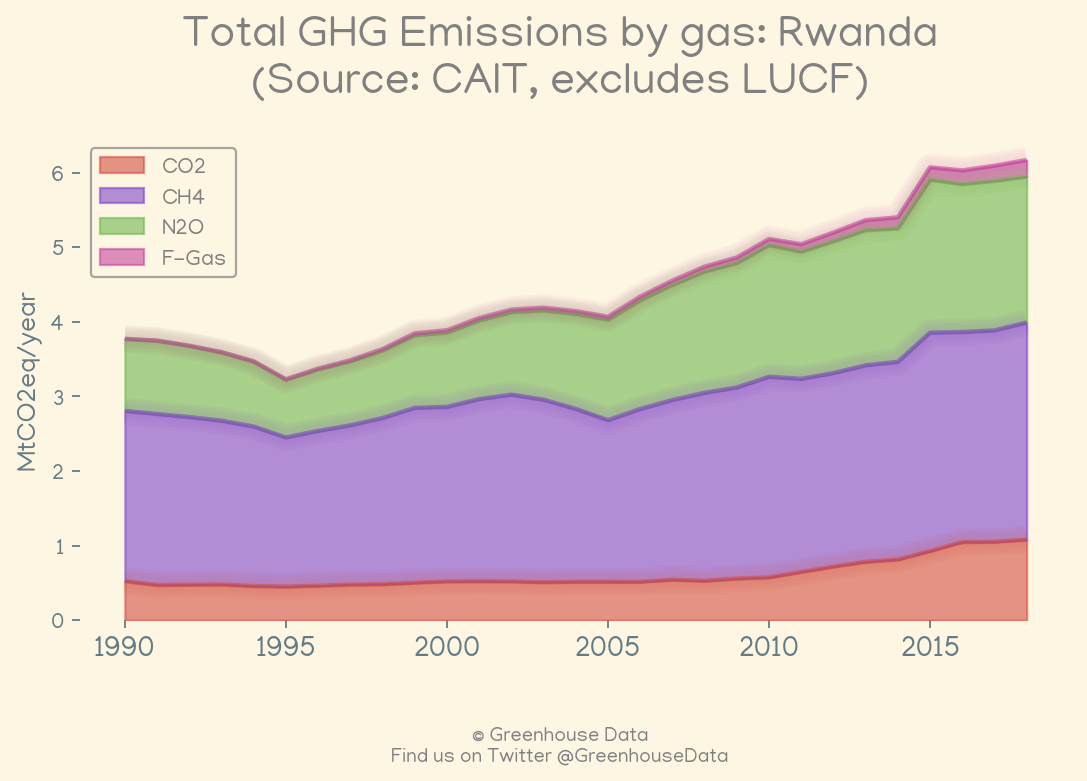 Total GHG Emissions by gas: Rwanda
(Source: CAIT, excludes LUCF)
CO2
CH4
N2O
F-Gas
MtCO2eq/year
6
5
4
3
2
1
0
1990 1995 2000 2005 2010 2015
© Greenhouse Data
Find us on Twitter @GreenhouseData